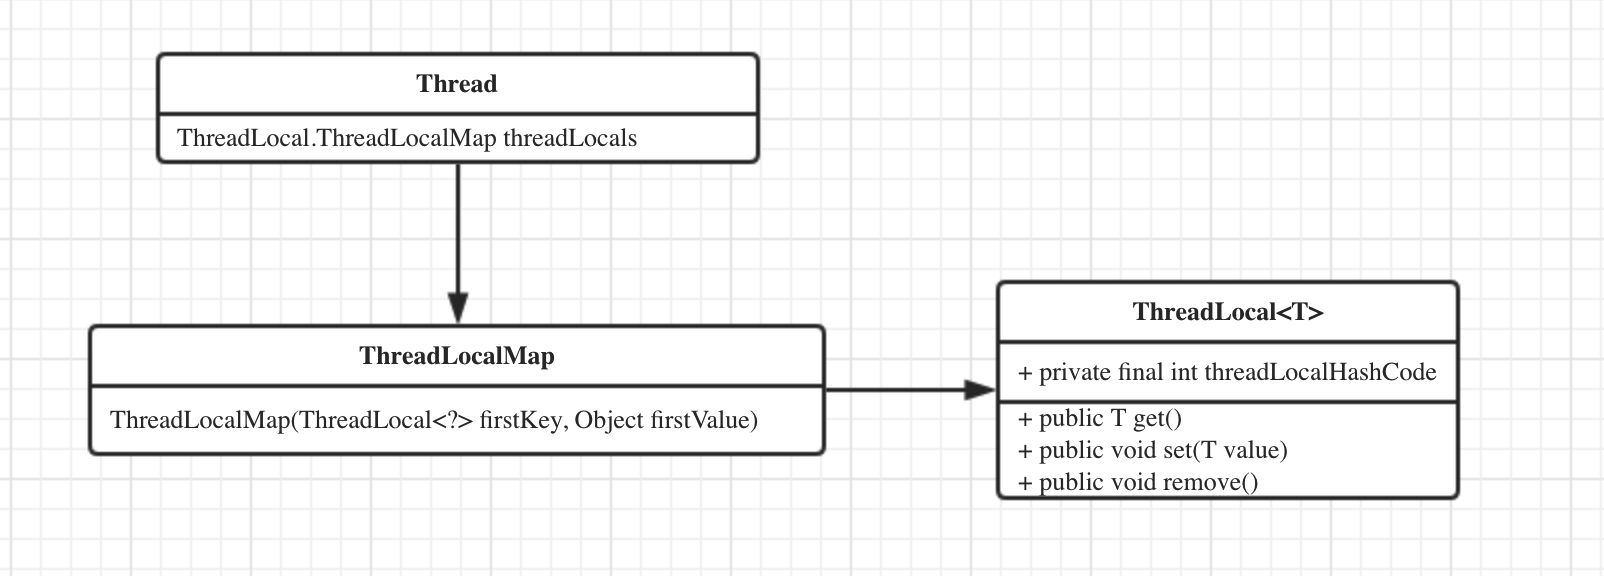 Thread
ThreadLocal.ThreadLocalMap threadLocals
ThreadLocalMap
ThreadLocalMap(ThreadLocal<?> firstKey, Object firstValue)
ThreadLocal<T>
+ private final int threadLocalHashCode
+ public T get()
+ public void set(T value)
+ public void remove()